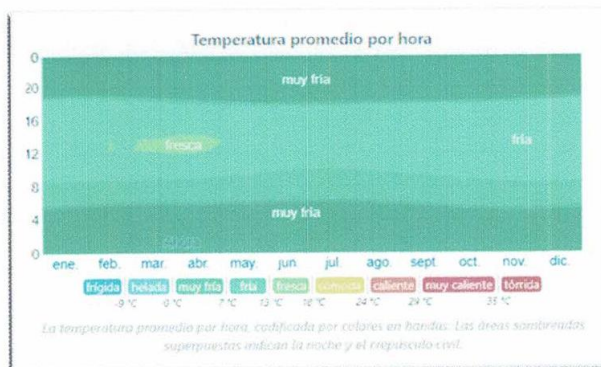 Temperatura promedio por hora
0
muy fría
20
16
fresca
fría
12
8
muy fría
4
0
ene. feb. mar. abr. may. jun. jul. ago. sept. oct. nov. dic.
frígida helada muy fría fría fresca cómoda caliente muy caliente tórrida
-9 °C 0 °C 7 °C 13 °C 18 °C 24 °C 29 °C 35 °C
La temperatura promedio por hora, codificada por colores en bandas. Las áreas sombreadas
superpuestas indican la noche y el crepúsculo civil.